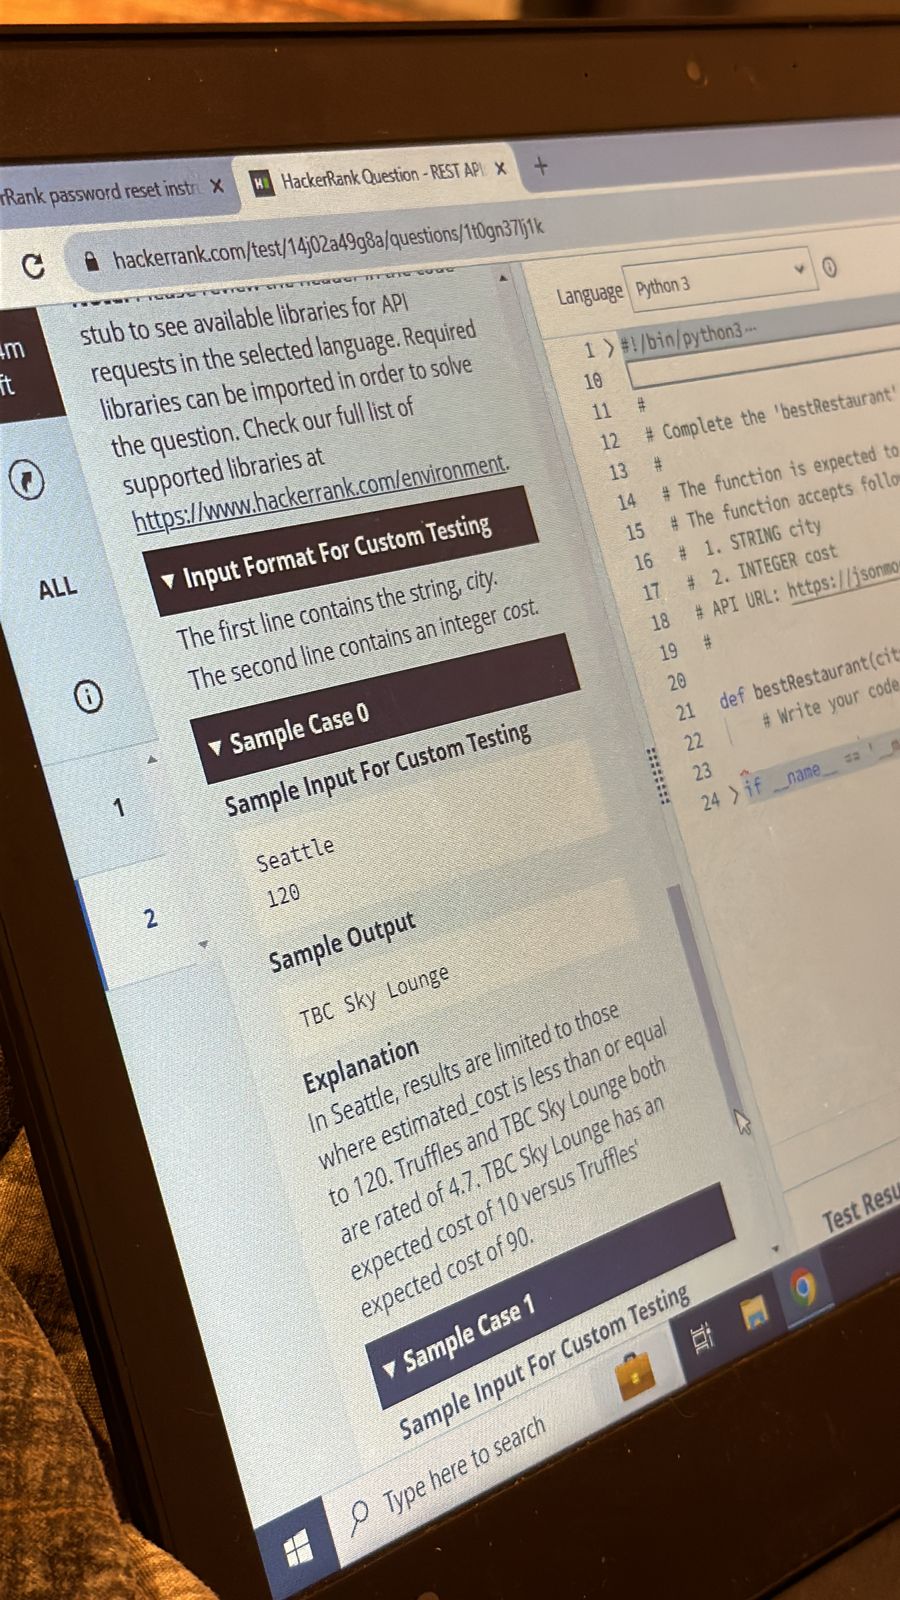 rRank password reset instr
HackerRank Question - REST API
hackerrank.com/test/14j02a49g8a/questions/1t0gn37lj1k
ft
ALL
1
2
stub to see available libraries for API
requests in the selected language. Required
libraries can be imported in order to solve
the question. Check our full list of
supported libraries at
https://www.hackerrank.com/environment.
Input Format For Custom Testing
The first line contains the string, city.
The second line contains an integer cost.
Sample Case 0
Sample Input For Custom Testing
Seattle
120
Sample Output
TBC Sky Lounge
Explanation
In Seattle, results are limited to those
where estimated_cost is less than or equal
to 120. Truffles and TBC Sky Lounge both
are rated of 4.7. TBC Sky Lounge has an
expected cost of 10 versus Truffles'
expected cost of 90.
Sample Case 1
Sample Input For Custom Testing
Language Python 3
1 #!/bin/python3...
10
11 #
12 # Complete the 'bestRestaurant'
13 #
14 # The function is expected to
15 # The function accepts follo
16 # 1. STRING city
17 # 2. INTEGER cost
18 # API URL: https://jsonmo
19 #
20
21 def bestRestaurant(cit
22 # Write your code
23
24 if __name__ == '__m
Test Resu
Type here to search